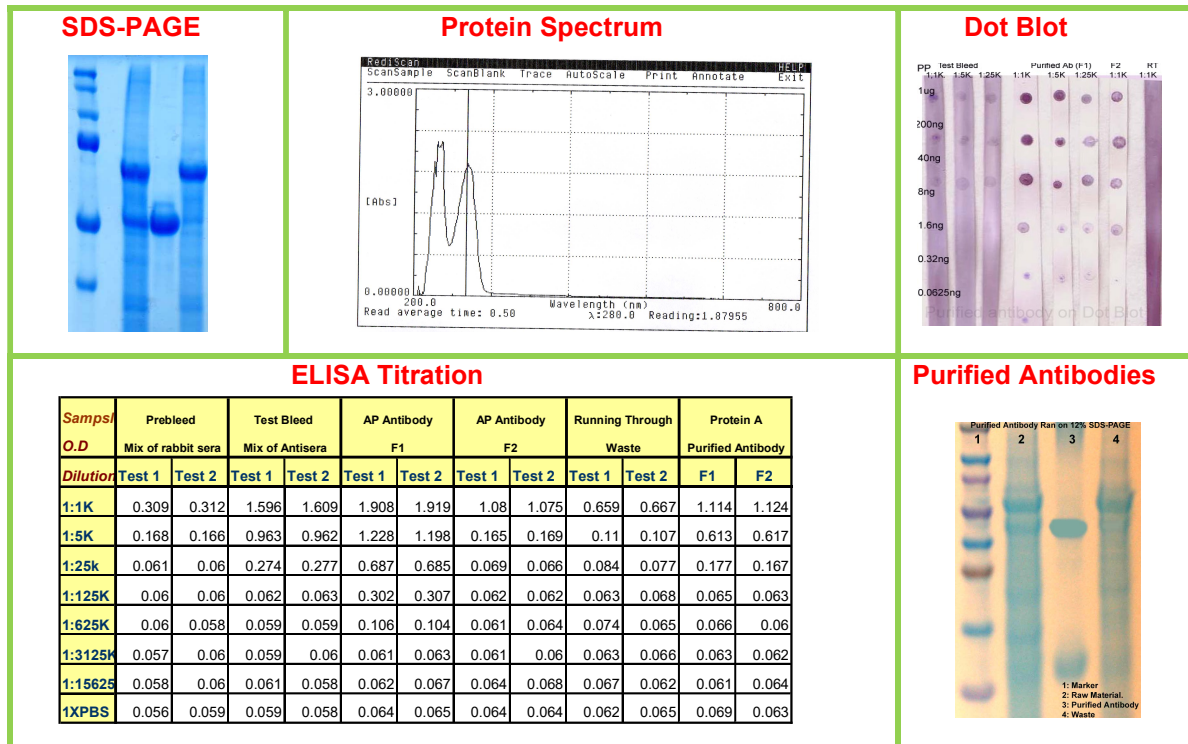 SDS-PAGE
Protein Spectrum
Dot Blot
RediScan HELP
ScanSample ScanBlank Trace AutoScale Print Annotate Exit
3.00000
[Abs]
0.00000
200.0 Wavelength (nm) 800.0
Read average time: 0.50 λ:280.0 Reading:1.87955
PP Test Bleed Purified Ab (F1) F2 RT
1:1K 1:5K 1:25K 1:1K 1:5K 1:25K 1:1K 1:1K
1ug
200ng
40ng
8ng
1.6ng
0.32ng
0.0625ng
Purified antibody on Dot Blot
ELISA Titration
Sampsl Prebleed Test Bleed AP Antibody AP Antibody Running Through Protein A
O.D Mix of rabbit sera Mix of Antisera F1 F2 Waste Purified Antibody
Dilution Test 1 Test 2 Test 1 Test 2 Test 1 Test 2 Test 1 Test 2 Test 1 Test 2 F1 F2
1:1K 0.309 0.312 1.596 1.609 1.908 1.919 1.08 1.075 0.659 0.667 1.114 1.124
1:5K 0.168 0.166 0.963 0.962 1.228 1.198 0.165 0.169 0.11 0.107 0.613 0.617
1:25k 0.061 0.06 0.274 0.277 0.687 0.685 0.069 0.066 0.084 0.077 0.177 0.167
1:125K 0.06 0.06 0.062 0.063 0.302 0.307 0.062 0.062 0.063 0.068 0.065 0.063
1:625K 0.06 0.058 0.059 0.059 0.106 0.104 0.061 0.064 0.074 0.065 0.066 0.06
1:3125K 0.057 0.06 0.059 0.06 0.061 0.063 0.061 0.06 0.063 0.066 0.063 0.062
1:15625 0.058 0.06 0.061 0.058 0.062 0.067 0.064 0.068 0.067 0.062 0.061 0.064
1XPBS 0.056 0.059 0.059 0.058 0.064 0.065 0.064 0.064 0.062 0.065 0.069 0.063
Purified Antibodies
Purified Antibody Ran on 12% SDS-PAGE
1 2 3 4
1: Marker
2: Raw Material.
3: Purified Antibody
4: Waste